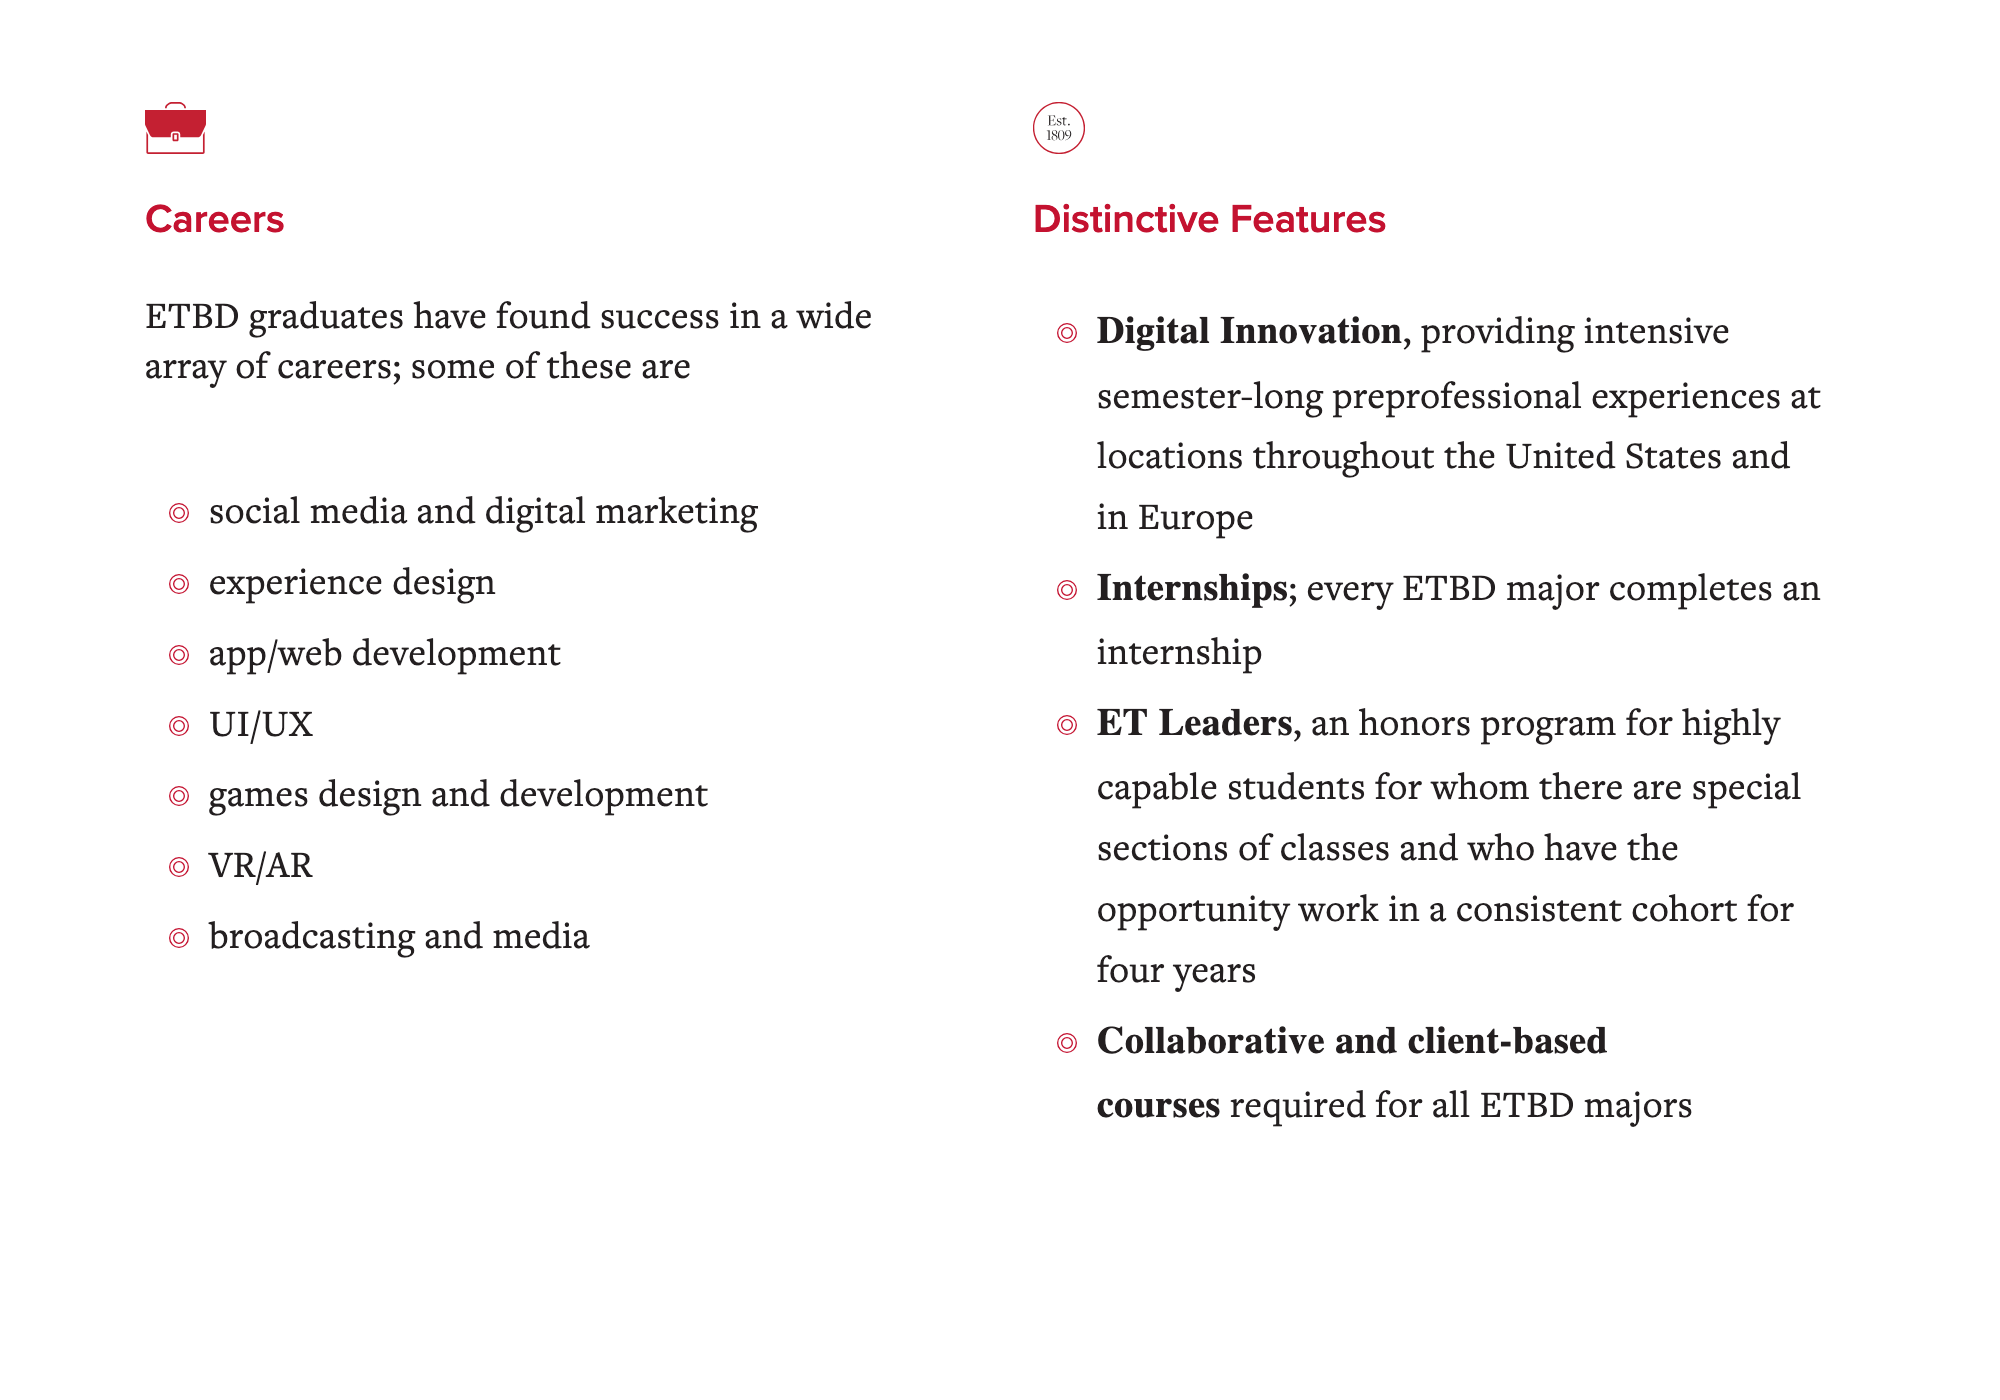 Careers
ETBD graduates have found success in a wide
array of careers; some of these are
social media and digital marketing
experience design
app/web development
UI/UX
games design and development
VR/AR
broadcasting and media
Est.
1809
Distinctive Features
Digital Innovation, providing intensive
semester-long preprofessional experiences at
locations throughout the United States and
in Europe
Internships; every ETBD major completes an
internship
ET Leaders, an honors program for highly
capable students for whom there are special
sections of classes and who have the
opportunity work in a consistent cohort for
four years
Collaborative and client-based
courses required for all ETBD majors